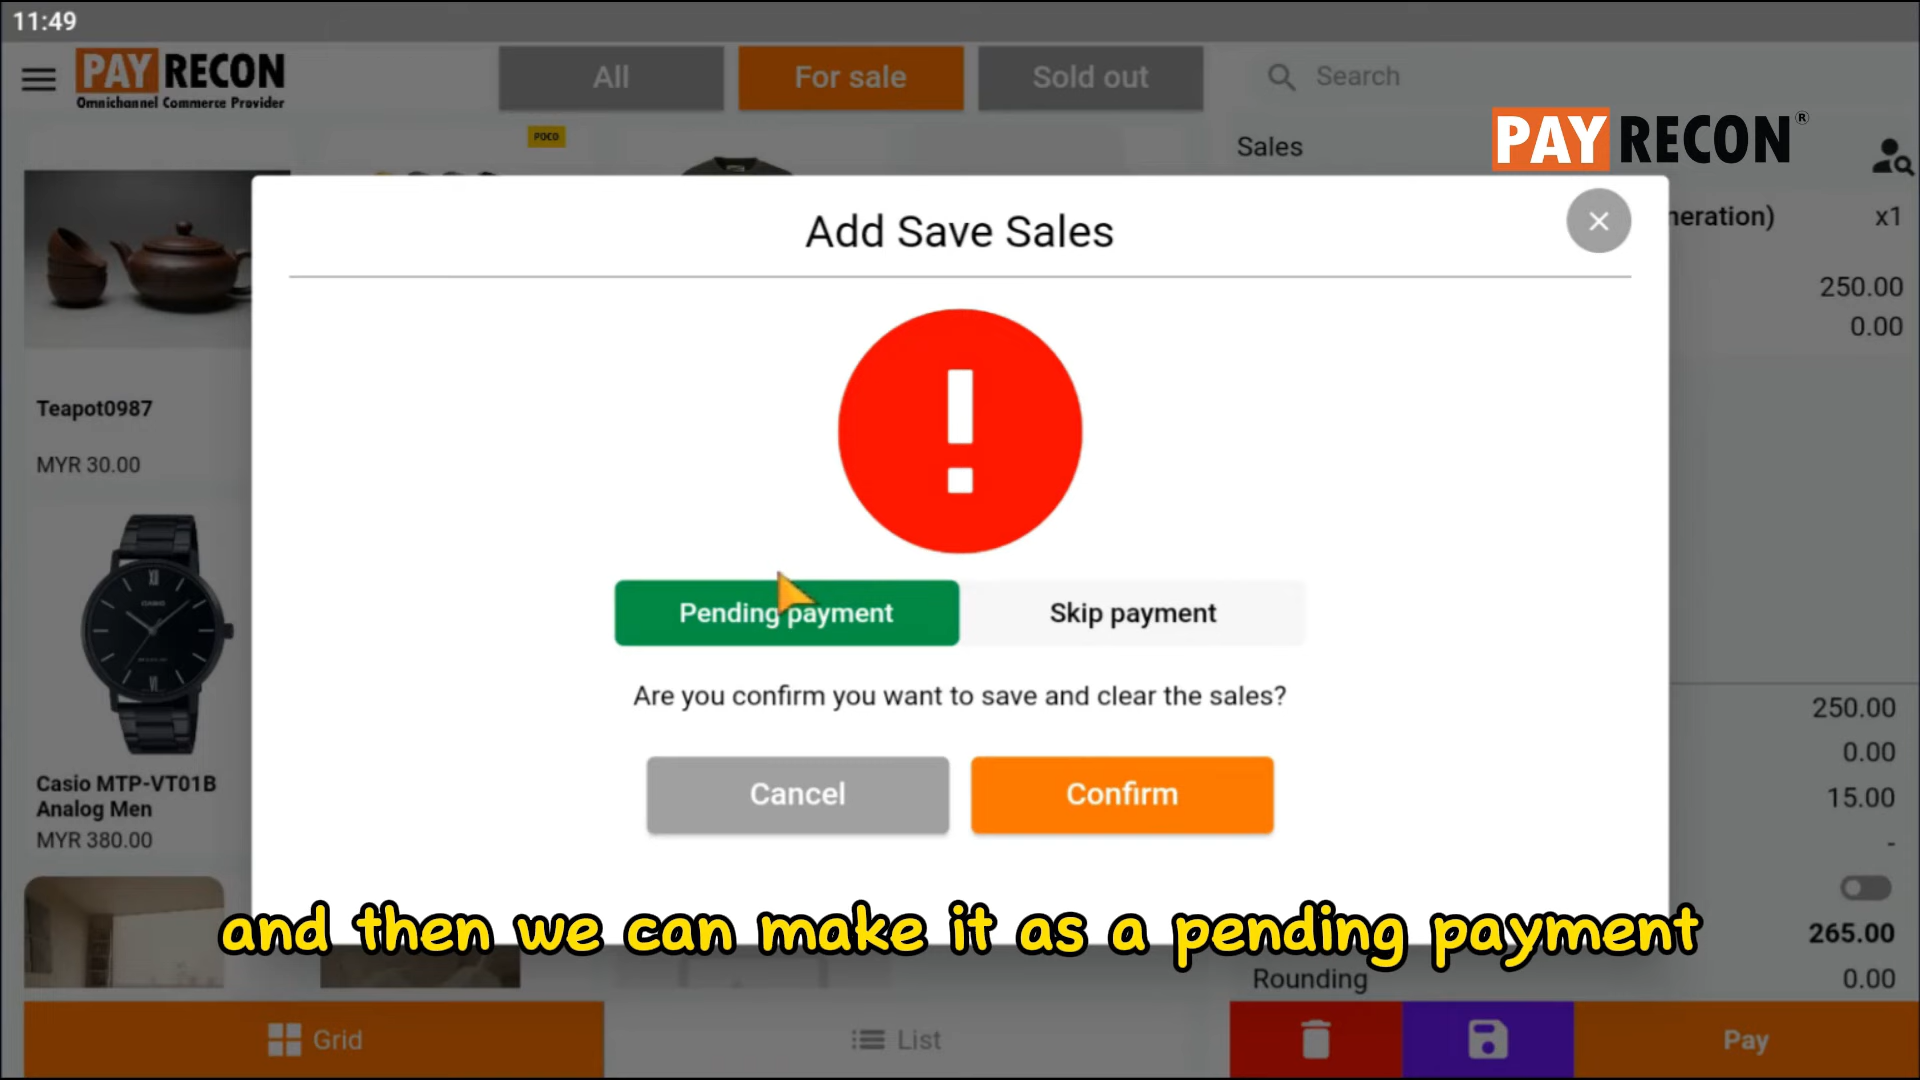 11:49
PAY RECON
Omnichannel Commerce Provider
All
For sale
Sold out
Search
POCO
PAY RECON®
Sales
Add Save Sales
neration)
x1
250.00
0.00
Teapot0987
MYR 30.00
Pending payment
Skip payment
Are you confirm you want to save and clear the sales?
250.00
0.00
15.00
-
Cancel
Confirm
CASIO
Casio MTP-VT01B
Analog Men
MYR 380.00
and then we can make it as a pending payment
265.00
Rounding
0.00
Grid
List
Pay